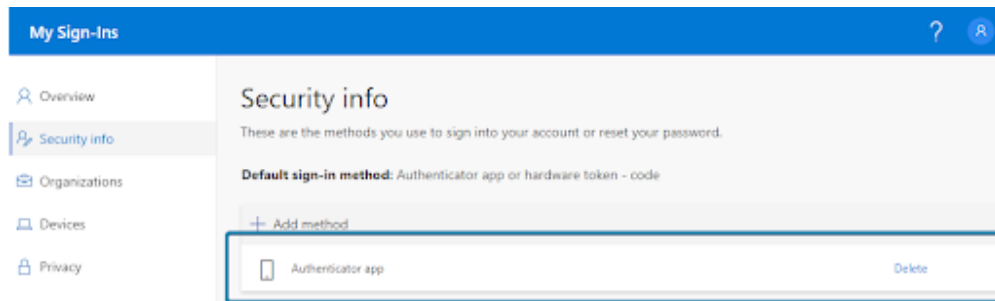 My Sign-Ins
?
Overview
Security info
Organizations
Devices
Privacy
Security info
These are the methods you use to sign into your account or reset your password.
Default sign-in method: Authenticator app or hardware token - code
+ Add method
Authenticator app Delete